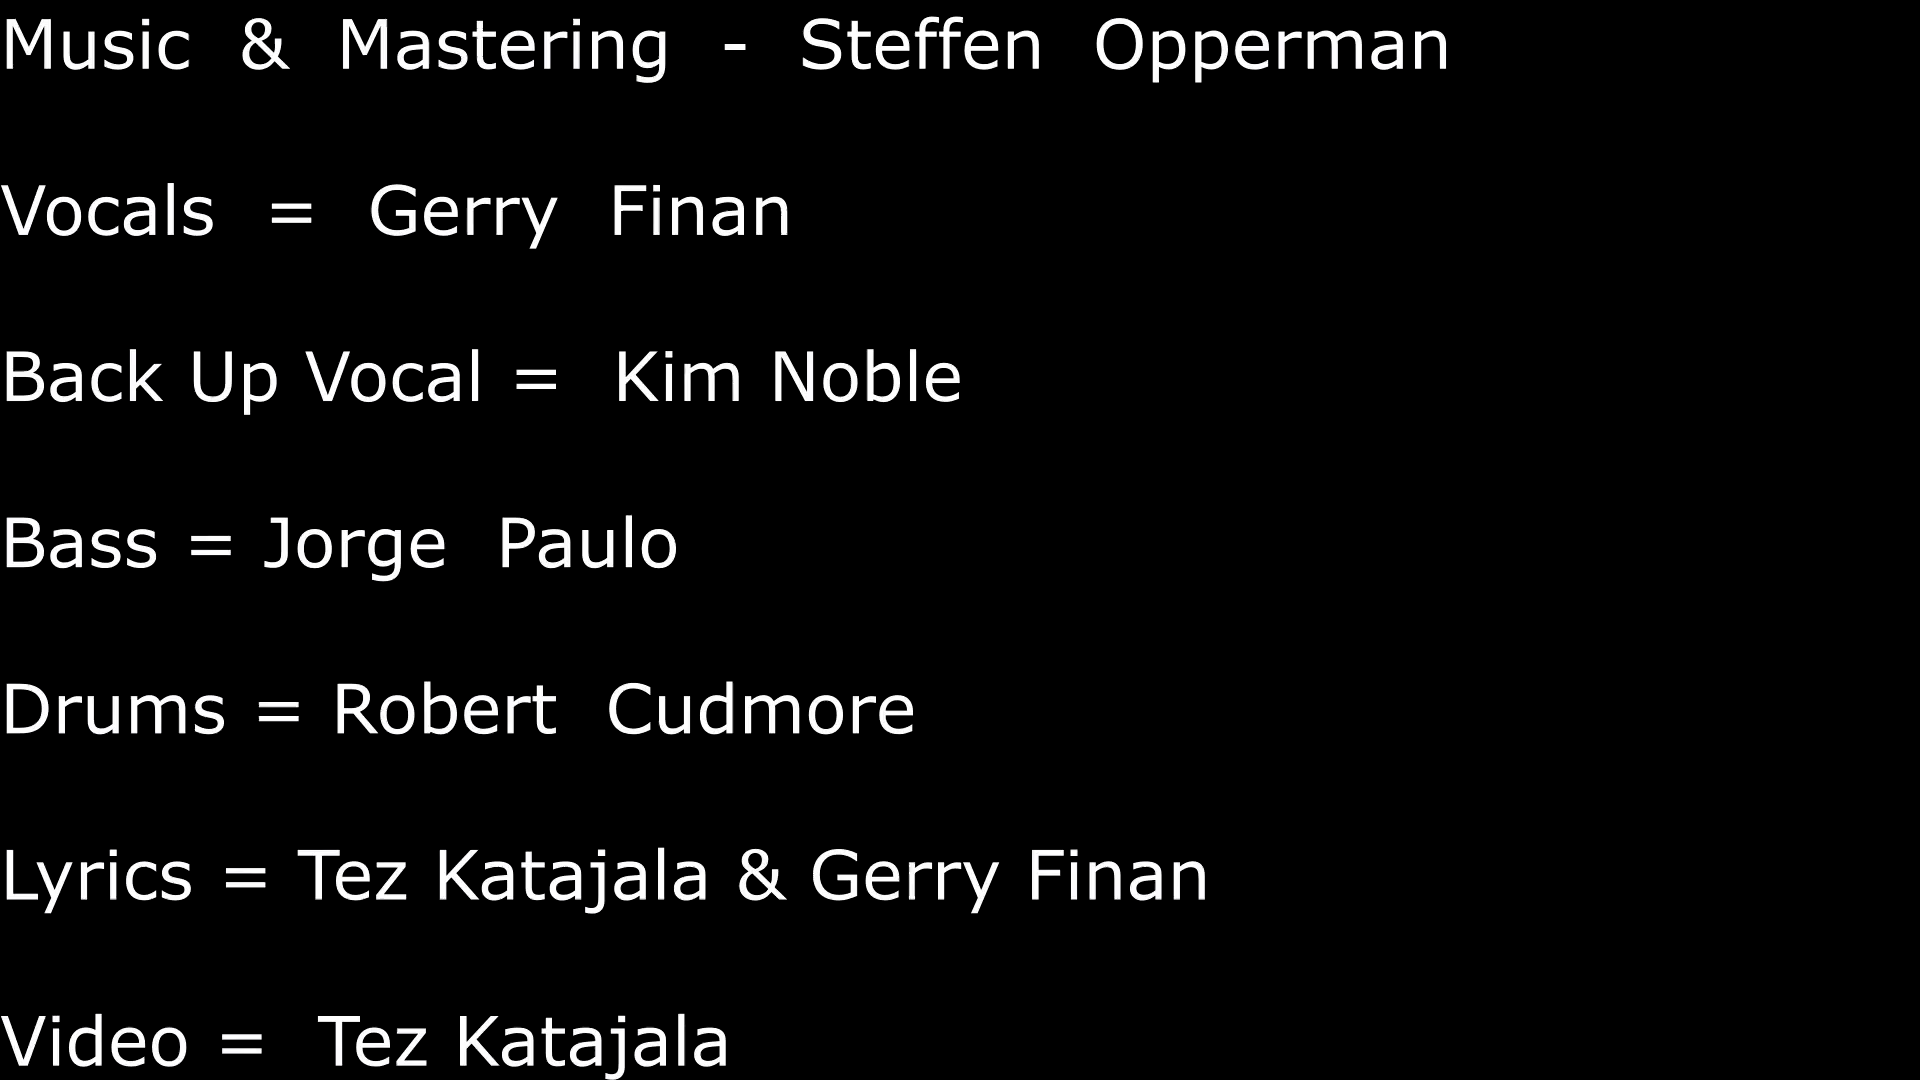 Music & Mastering - Steffen Opperman
Vocals = Gerry Finan
Back Up Vocal = Kim Noble
Bass = Jorge Paulo
Drums = Robert Cudmore
Lyrics = Tez Katajala & Gerry Finan
Video = Tez Katajala